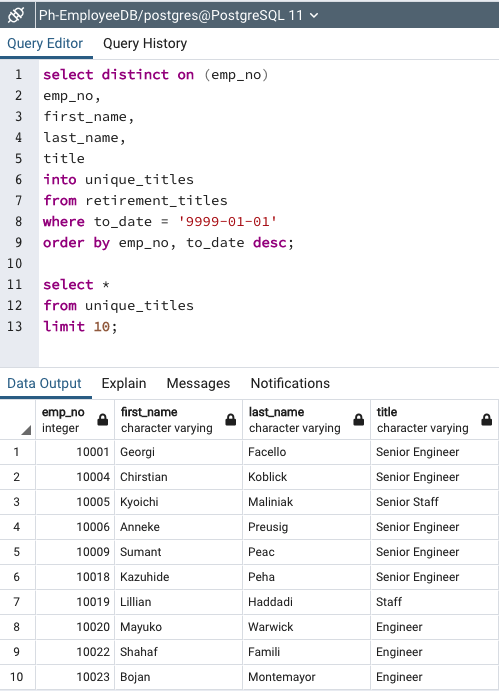 Ph-EmployeeDB/postgres@PostgreSQL 11
Query Editor Query History
1 select distinct on (emp_no)
2 emp_no,
3 first_name,
4 last_name,
5 title
6 into unique_titles
7 from retirement_titles
8 where to_date = '9999-01-01'
9 order by emp_no, to_date desc;
10
11 select *
12 from unique_titles
13 limit 10;
Data Output Explain Messages Notifications
emp_no first_name last_name title
integer character varying character varying character varying
1 10001 Georgi Facello Senior Engineer
2 10004 Chirstian Koblick Senior Engineer
3 10005 Kyoichi Maliniak Senior Staff
4 10006 Anneke Preusig Senior Engineer
5 10009 Sumant Peac Senior Engineer
6 10018 Kazuhide Peha Senior Engineer
7 10019 Lillian Haddadi Staff
8 10020 Mayuko Warwick Engineer
9 10022 Shahaf Famili Engineer
10 10023 Bojan Montemayor Engineer